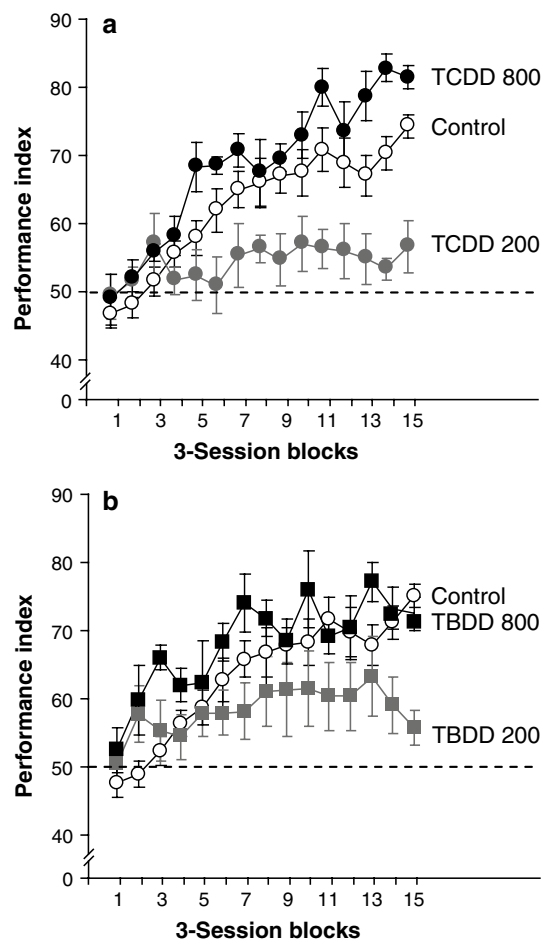 a
90
80
70
60
50
40
0
Performance index
TCDD 800
Control
TCDD 200
1 3 5 7 9 11 13 15
3-Session blocks
b
90
80
70
60
50
40
0
Performance index
Control
TBDD 800
TBDD 200
1 3 5 7 9 11 13 15
3-Session blocks